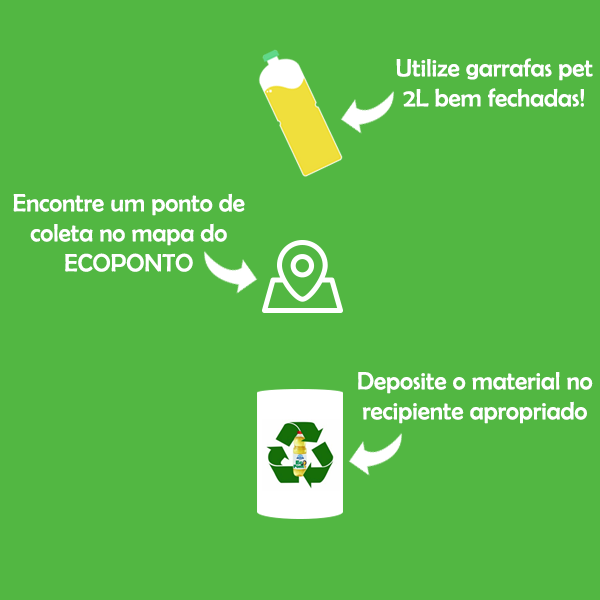 Utilize garrafas pet
2L bem fechadas!
Encontre um ponto de
coleta no mapa do
ECOPONTO
Deposite o material no
recipiente apropriado